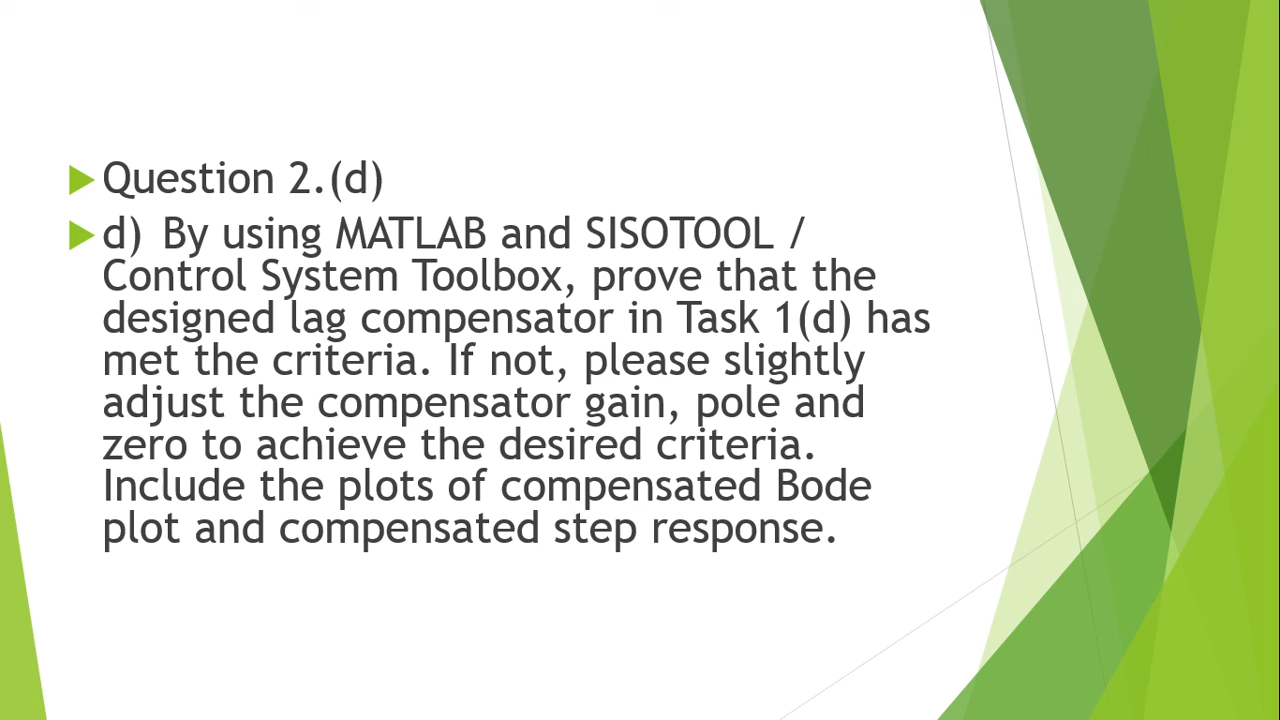 Question 2.(d)
d) By using MATLAB and SISOTOOL /
Control System Toolbox, prove that the
designed lag compensator in Task 1(d) has
met the criteria. If not, please slightly
adjust the compensator gain, pole and
zero to achieve the desired criteria.
Include the plots of compensated Bode
plot and compensated step response.